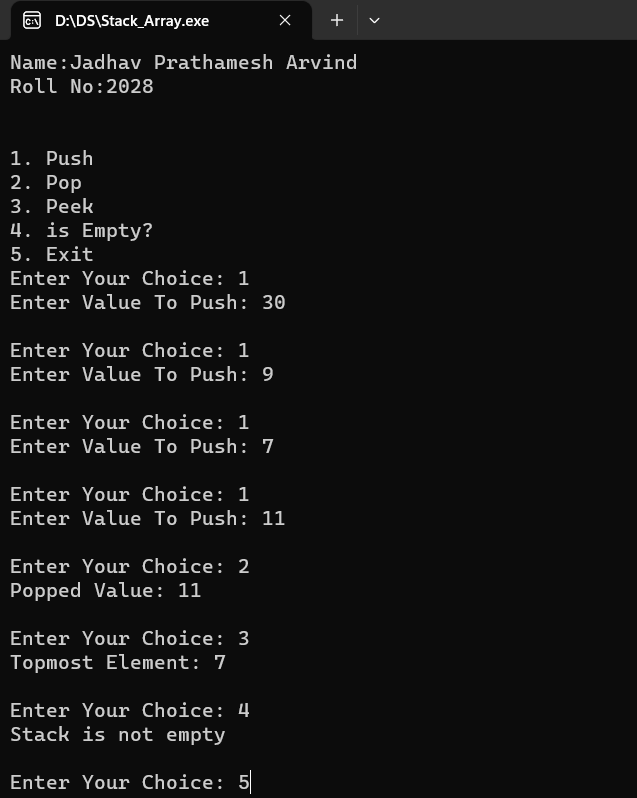 D:\DS\Stack_Array.exe
Name:Jadhav Prathamesh Arvind
Roll No:2028
1. Push
2. Pop
3. Peek
4. is Empty?
5. Exit
Enter Your Choice: 1
Enter Value To Push: 30
Enter Your Choice: 1
Enter Value To Push: 9
Enter Your Choice: 1
Enter Value To Push: 7
Enter Your Choice: 1
Enter Value To Push: 11
Enter Your Choice: 2
Popped Value: 11
Enter Your Choice: 3
Topmost Element: 7
Enter Your Choice: 4
Stack is not empty
Enter Your Choice: 5